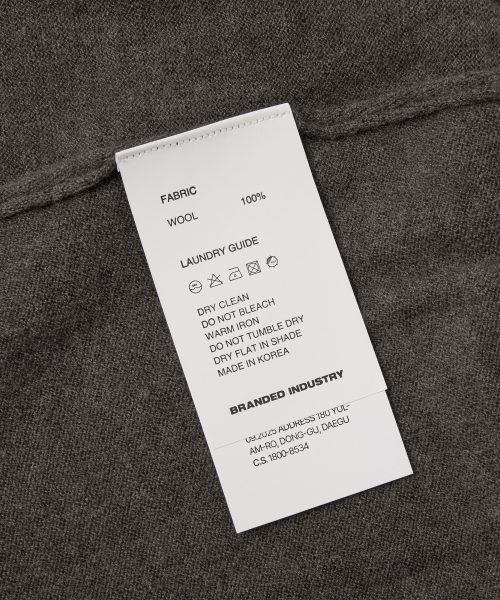 FABRIC
WOOL 100%
LAUNDRY GUIDE
DRY CLEAN
DO NOT BLEACH
WARM IRON
DO NOT TUMBLE DRY
DRY FLAT IN SHADE
MADE IN KOREA
BRANDED INDUSTRY
09.2025 ADDRESS 180 YUL-
AM-RO, DONG-GU, DAEGU
C.S. 1800-8534